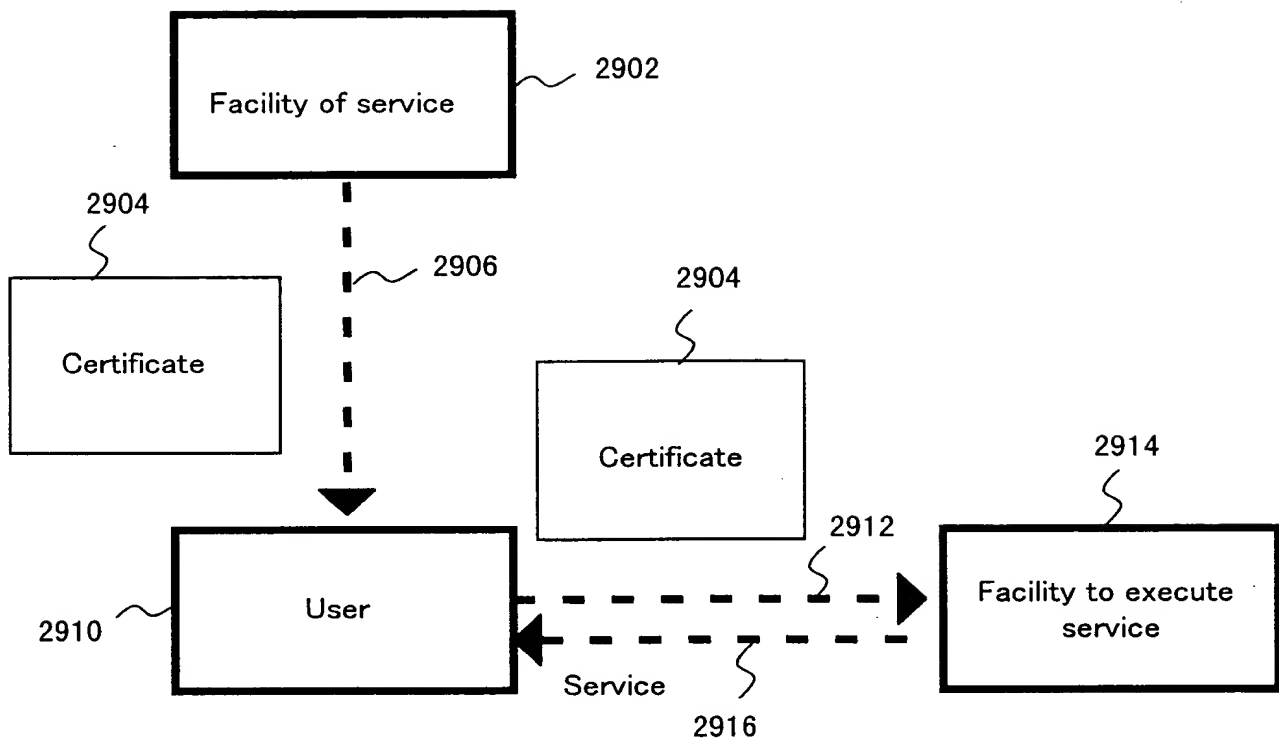 2902
Facility of service
2904
2906
2904
Certificate
Certificate
2914
2912
Facility to execute
service
User
2910
Service
2916